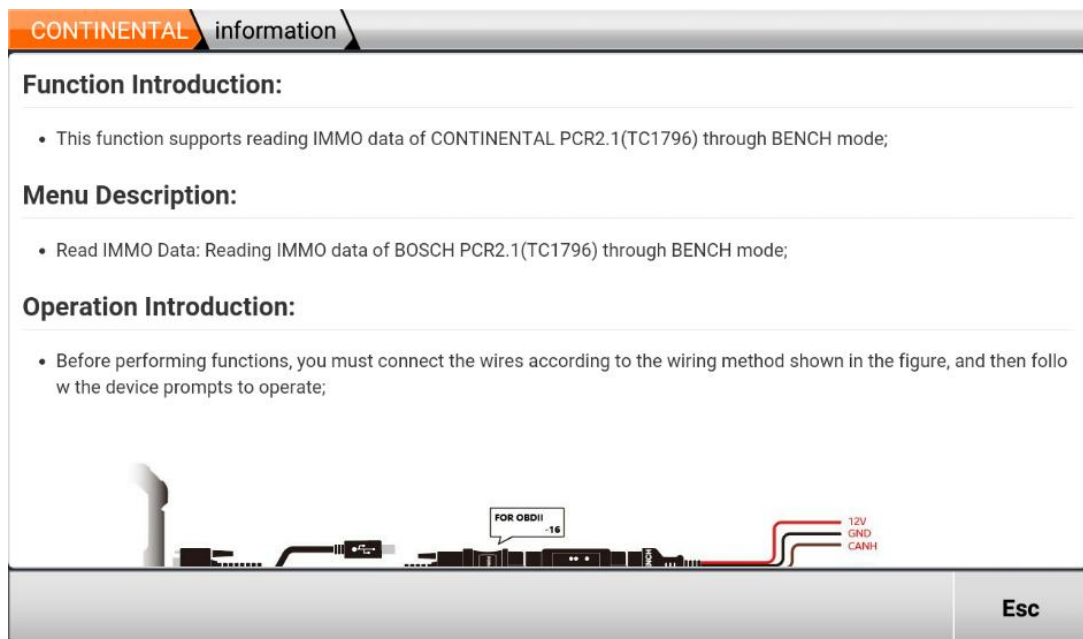 CONTINENTAL
information
Function Introduction:
• This function supports reading IMMO data of CONTINENTAL PCR2.1(TC1796) through BENCH mode;
Menu Description:
• Read IMMO Data: Reading IMMO data of BOSCH PCR2.1(TC1796) through BENCH mode;
Operation Introduction:
• Before performing functions, you must connect the wires according to the wiring method shown in the figure, and then follo
w the device prompts to operate;
FOR OBDII
-16
12V
GND
CANH
BENCH
Esc